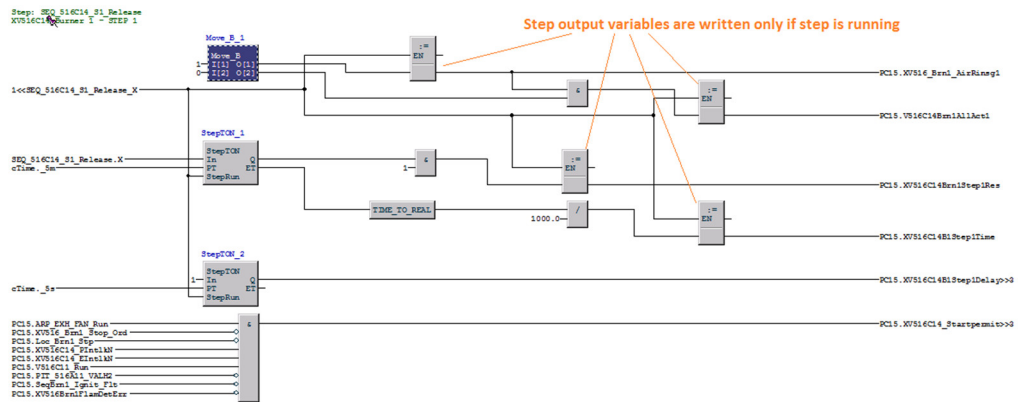 Step: SEQ_516C14_S1_Release
XV516C14 Burner 1 - STEP 1
Step output variables are written only if step is running
Move_B_1
Move_B
1 I[1] O[1]
0 I[2] O[2]
:=
EN
PC15.XV516_Brn1_AirRinsg1
1<<SEQ_516C14_S1_Release_X
&
:=
EN
PC15.V516C14Brn1AllAct1
StepTON_1
StepTON
SEQ_516C14_S1_Release.X In Q
cTime._5m PT ET
StepRun
&
1
:=
EN
PC15.XV516C14Brn1Step1Res
TIME_TO_REAL
/
1000.0
:=
EN
PC15.XV516C14B1Step1Time
StepTON_2
StepTON
1 In Q
PC15.XV516C14B1Step1Delay>>3
cTime._5s PT ET
StepRun
PC15.ARP_EXH_FAN_Run
&
PC15.XV516C14_Startpermit>>3
PC15.XV516_Brn1_Stop_Ord
PC15.Loc_Brn1_Stp
PC15.XV516C14_PIntlkN
PC15.XV516C14_EIntlkN
PC15.V516C11_Run
PC15.PIT_516A11_VALH2
PC15.SeqBrn1_Ignit_Flt
PC15.XV516Brn1FlamDetErr